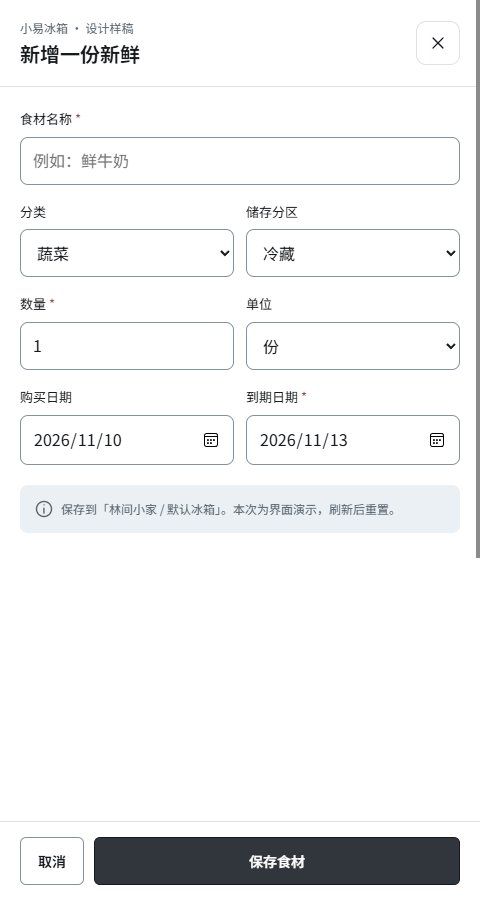 小易冰箱 • 设计样稿
新增一份新鲜
食材名称 *
例如：鲜牛奶
分类 储存分区
蔬菜 冷藏
数量 * 单位
1 份
购买日期 到期日期 *
2026/11/10 2026/11/13
保存到「林间小家 / 默认冰箱」。本次为界面演示，刷新后重置。
取消 保存食材